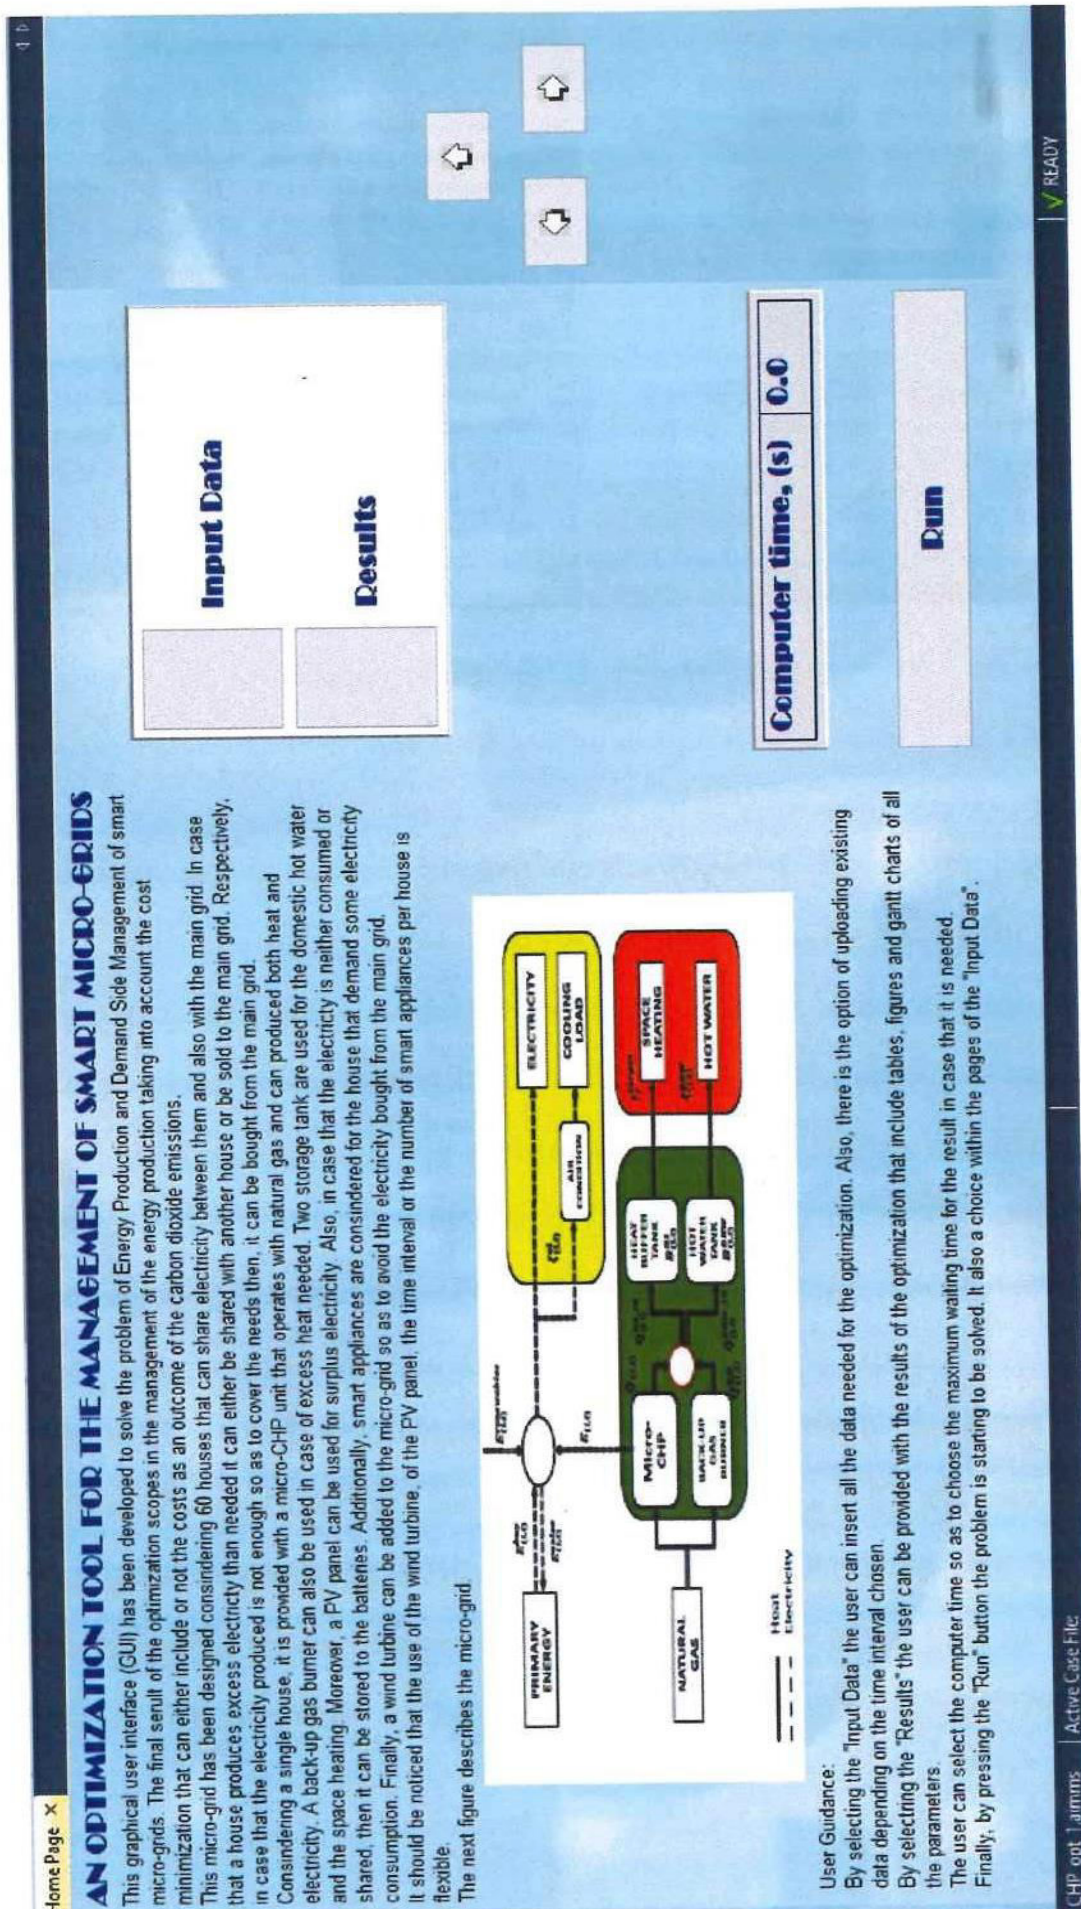 Home Page ×
AN OPTIMIZATION TOOL FOR THE MANAGEMENT OF SMART MICRO-GRIDS
This graphical user interface (GUI) has been developed to solve the problem of Energy Production and Demand Side Management of smart
micro-grids. The final senult of the optimization scopes in the management of the energy production taking into account the cost
minimization that can either include or not the costs as an outcome of the carbon dioxide emissions.
This micro-grid has been designed consindering 60 houses that can share electricity between them and also with the main grid. In case
that a house produces excess electricity than needed it can either be shared with another house or be sold to the main grid. Respectively,
in case that the electricity produced is not enough so as to cover the needs then, it can be bought from the main grid.
Consindering a single house, it is provided with a micro-CHP unit that operates with natural gas and can produced both heat and
electricity. A back-up gas burner can also be used in case of excess heat needed. Two storage tank are used for the domestic hot water
and the space heating. Moreover, a PV panel can be used for surplus electricity. Also, in case that the electricty is neither consumed or
shared, then it can be stored to the batteries. Additionally, smart appliances are consindered for the house that demand some electricity
consumption. Finally, a wind turbine can be added to the micro-grid so as to avoid the electricity bought from the main grid.
It should be noticed that the use of the wind turbine, of the PV panel, the time interval or the number of smart appliances per house is
flexible.
The next figure describes the micro-grid.
PRIMARY
ENERGY
ELECTRICITY
AIR
CONDITION
COOLING
LOAD
NATURAL
GAS
Micro-
CHP
BACK-UP
GAS
BURNER
HEAT
BUFFER
TANK
HOT
WATER
TANK
SPACE
HEATING
HOT WATER
Heat
Electricity
User Guidance:
By selecting the "Input Data" the user can insert all the data needed for the optimization. Also, there is the option of uploading existing
data depending on the time interval chosen.
By selectring the "Results" the user can be provided with the results of the optimization that include tables, figures and gantt charts of all
the parameters.
The user can select the computer time so as to choose the maximum waiting time for the result in case that it is needed.
Finally, by pressing the "Run" button the problem is starting to be solved. It also a choice within the pages of the "Input Data".
Input Data
Results
Computer time, (s) 0.0
Run
CHP_opt 1.aimms
Active Case File:
READY